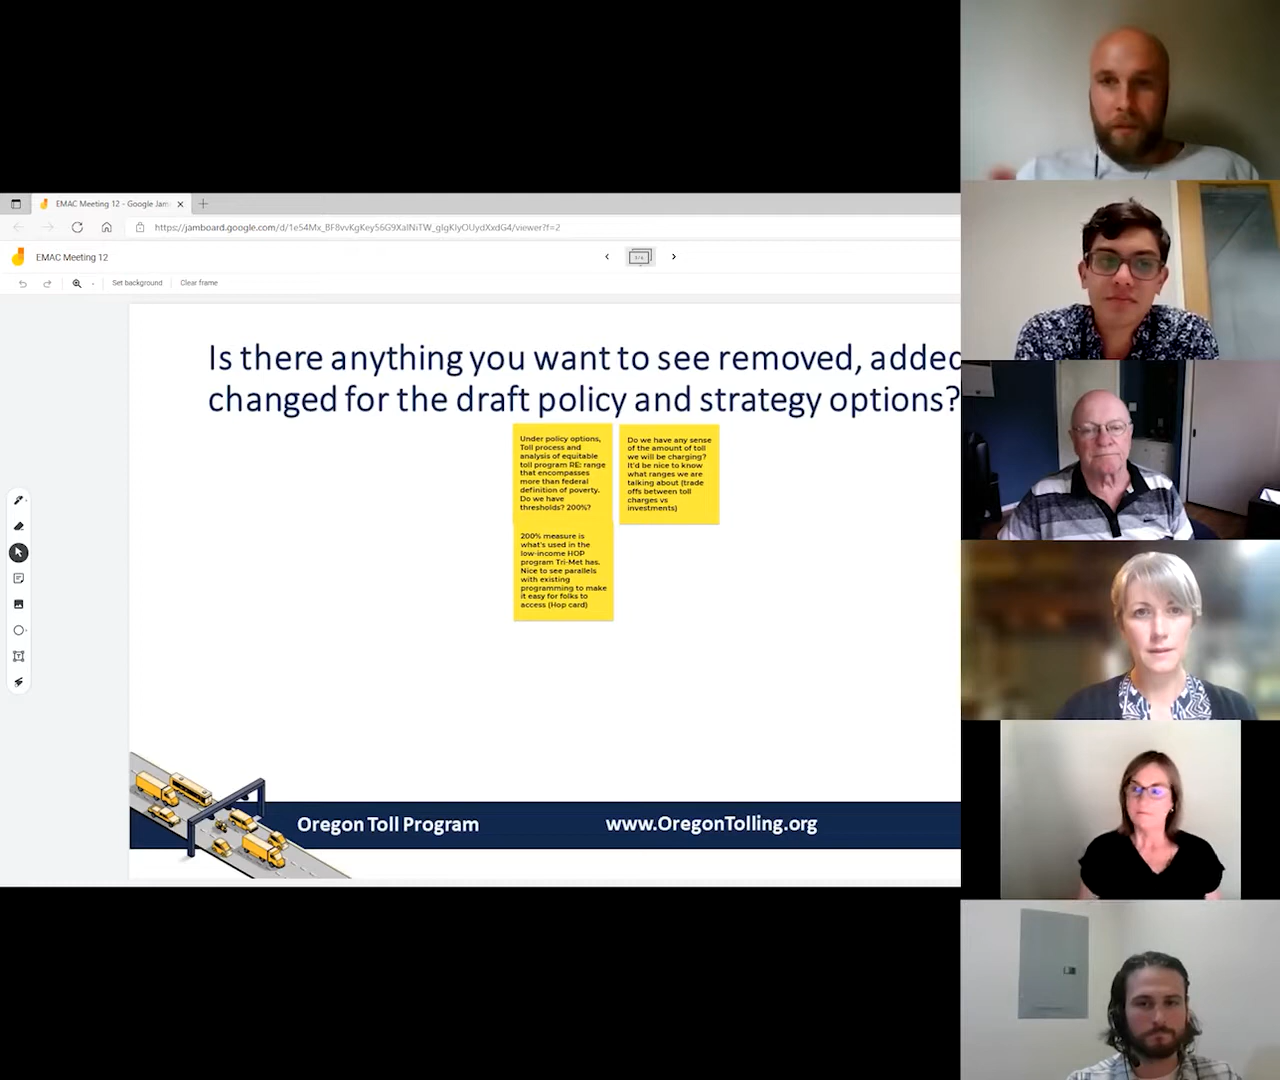 EMAC Meeting 12 - Google Jam
https://jamboard.google.com/d/1e54Mx_BF8vvKgKey56G9XalNiTW_glgKlyOUydXxdG4/viewer?f=2
EMAC Meeting 12
Set background
Clear frame
Is there anything you want to see removed, added
changed for the draft policy and strategy options?
Under policy options,
Toll process and
analysis of equitable
toll program RE: range
that encompasses
more than federal
definition of poverty.
Do we have
thresholds? 200%?
Do we have any sense
of the amount of toll
we will be charging?
It'd be nice to know
what ranges we are
talking about (trade
offs between toll
charges vs
investments)
200% measure is
what's used in the
low-income HOP
program Tri-Met has.
Nice to see parallels
with existing
programming to make
it easy for folks to
access (Hop card)
Oregon Toll Program
www.OregonTolling.org